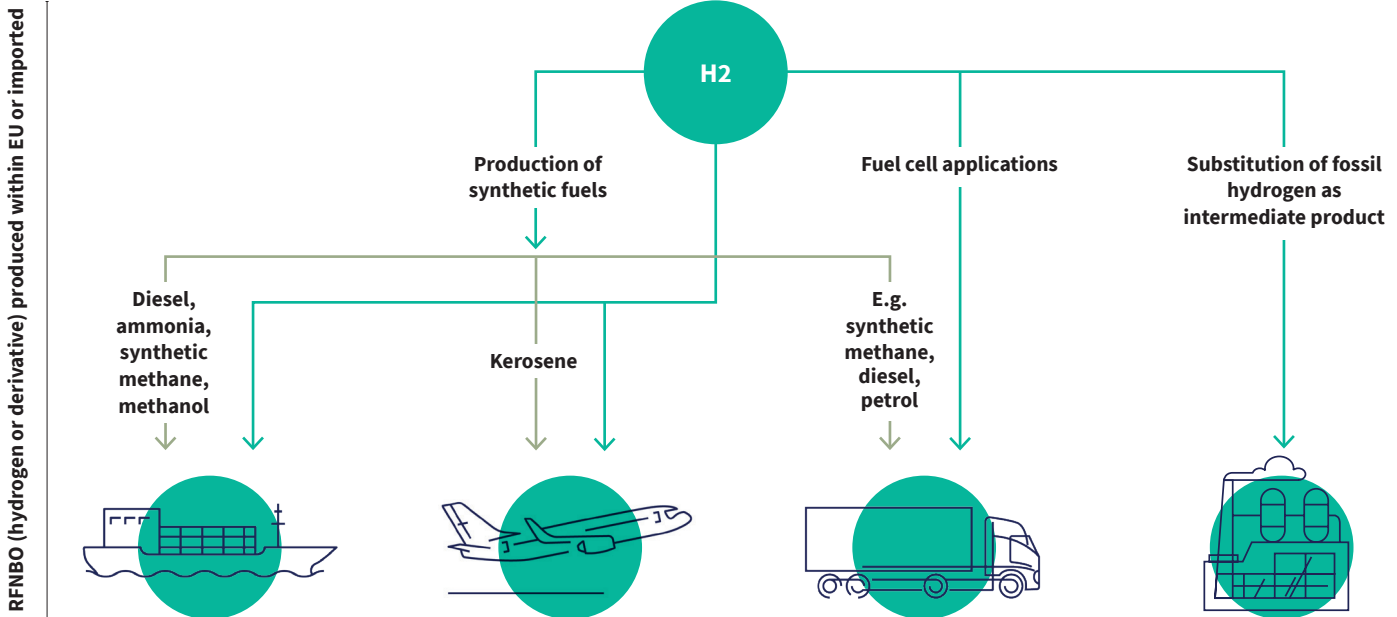 RFNBO (hydrogen or derivative) produced within EU or imported
H2
Production of
synthetic fuels
Fuel cell applications
Substitution of fossil
hydrogen as
intermediate product
Diesel,
ammonia,
synthetic
methane,
methanol
Kerosene
E.g.
synthetic
methane,
diesel,
petrol